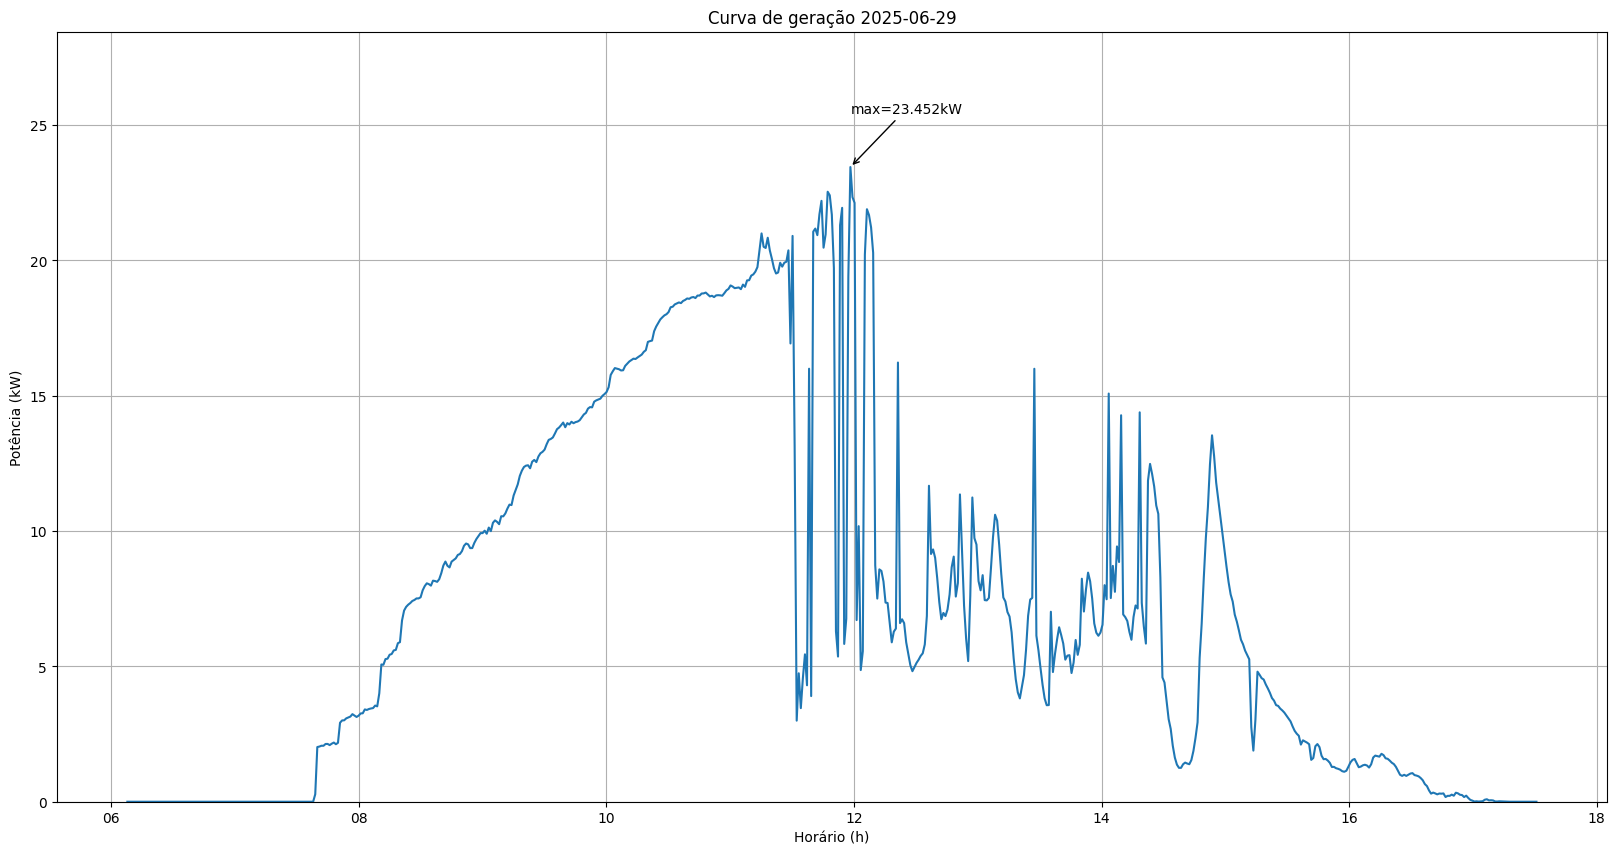 Curva de geração 2025-06-29
max=23.452kW
Potência (kW)
25
20
15
10
5
0
06 08 10 12 14 16 18
Horário (h)